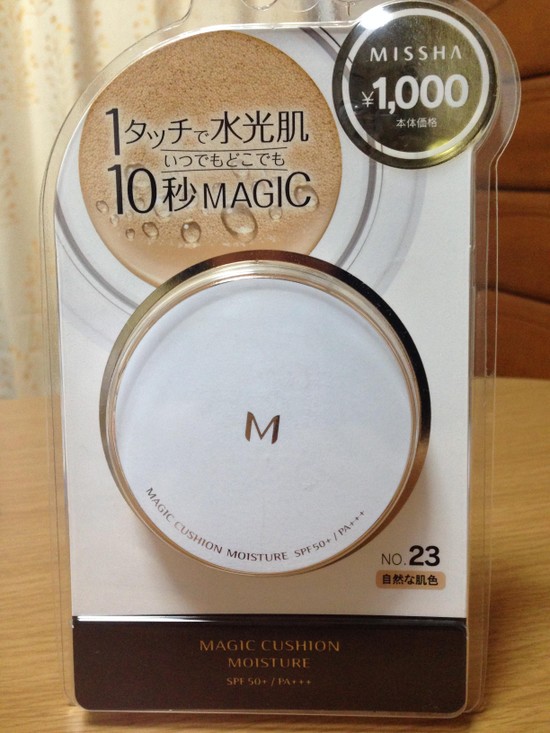 MISSHA
¥1,000
本体価格
1タッチで水光肌
いつでもどこでも
10秒MAGIC
M
MAGIC CUSHION MOISTURE SPF50+ / PA+++
NO.23
自然な肌色
MAGIC CUSHION
MOISTURE
SPF 50+ / PA+++